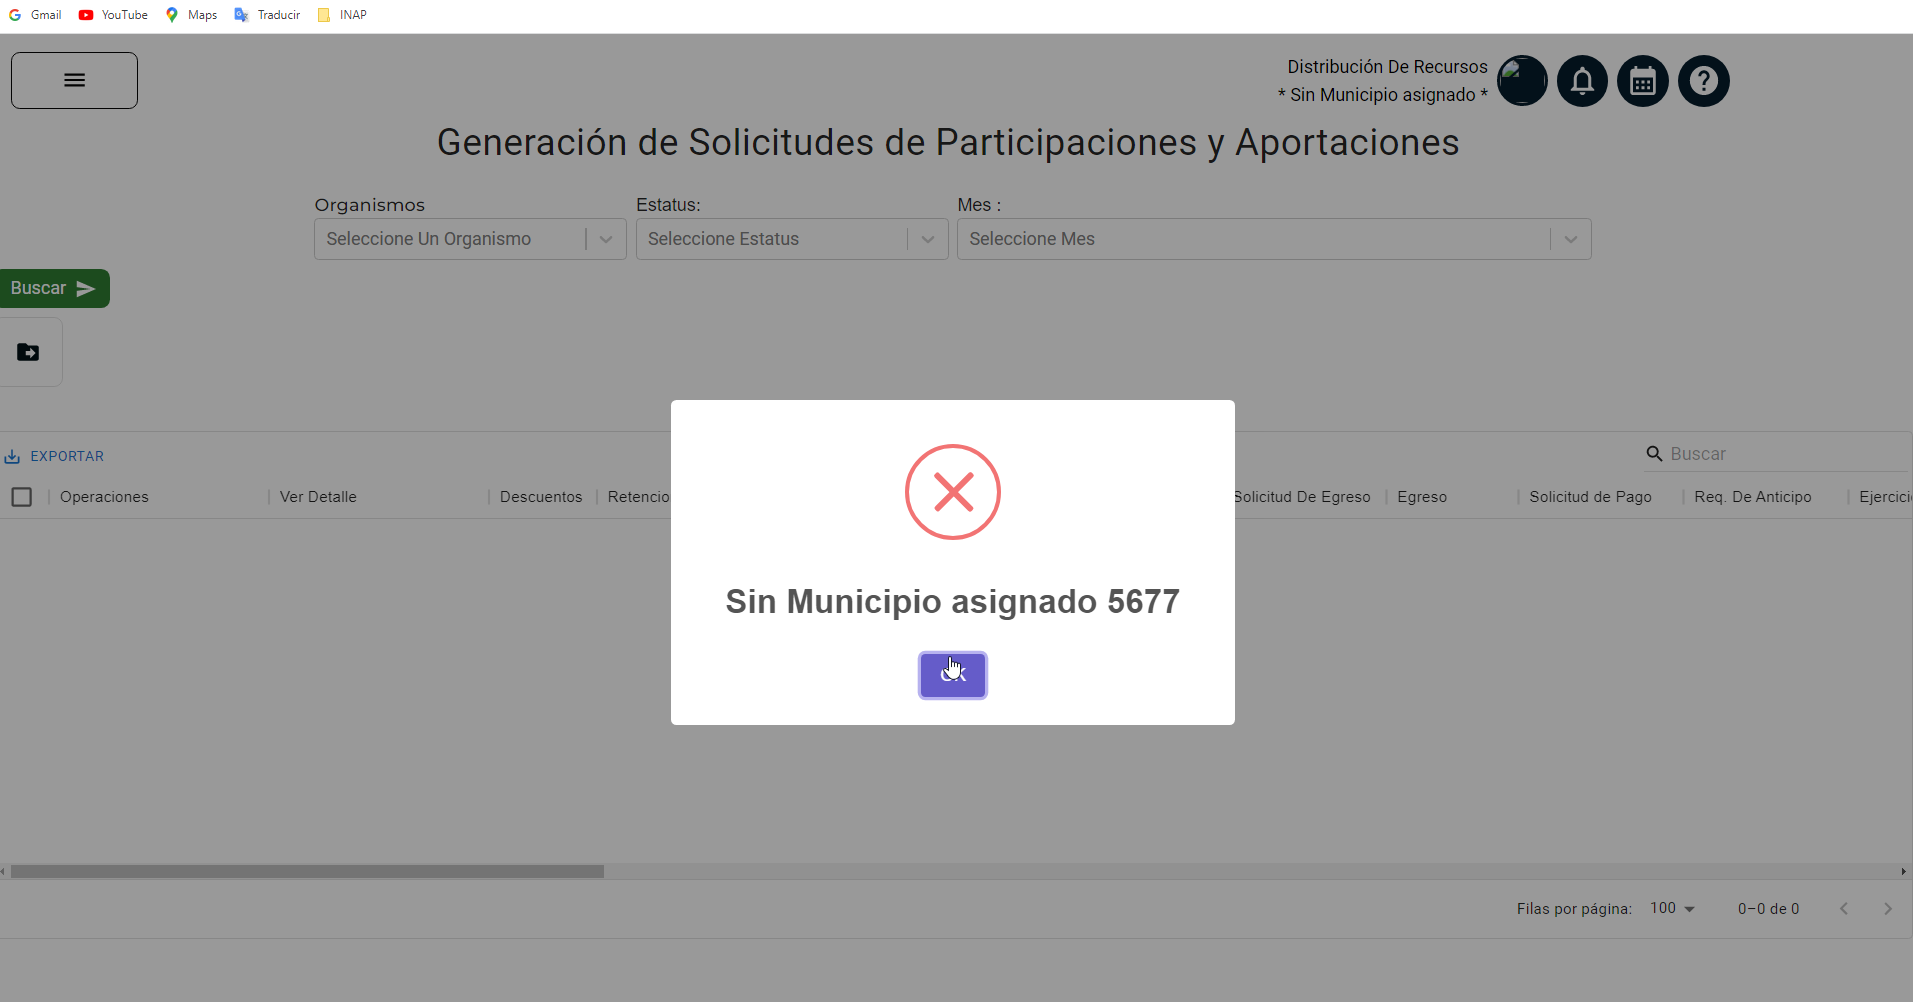 Gmail YouTube Maps Traducir INAP
Distribución De Recursos
* Sin Municipio asignado *
Generación de Solicitudes de Participaciones y Aportaciones
Organismos Estatus: Mes :
Seleccione Un Organismo Seleccione Estatus Seleccione Mes
Buscar
EXPORTAR Buscar
Operaciones Ver Detalle Descuentos Retencio Solicitud De Egreso Egreso Solicitud de Pago Req. De Anticipo Ejercici
Sin Municipio asignado 5677
OK
Filas por página: 100 0–0 de 0